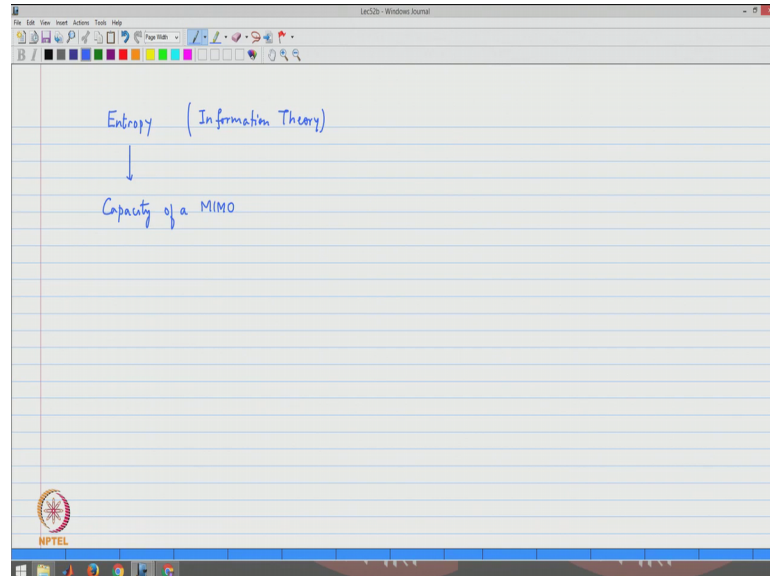 Lec52b - Windows Journal
File Edit View Insert Actions Tools Help
Page Width
B I
Entropy (Information Theory)
Capacity of a MIMO
NPTEL